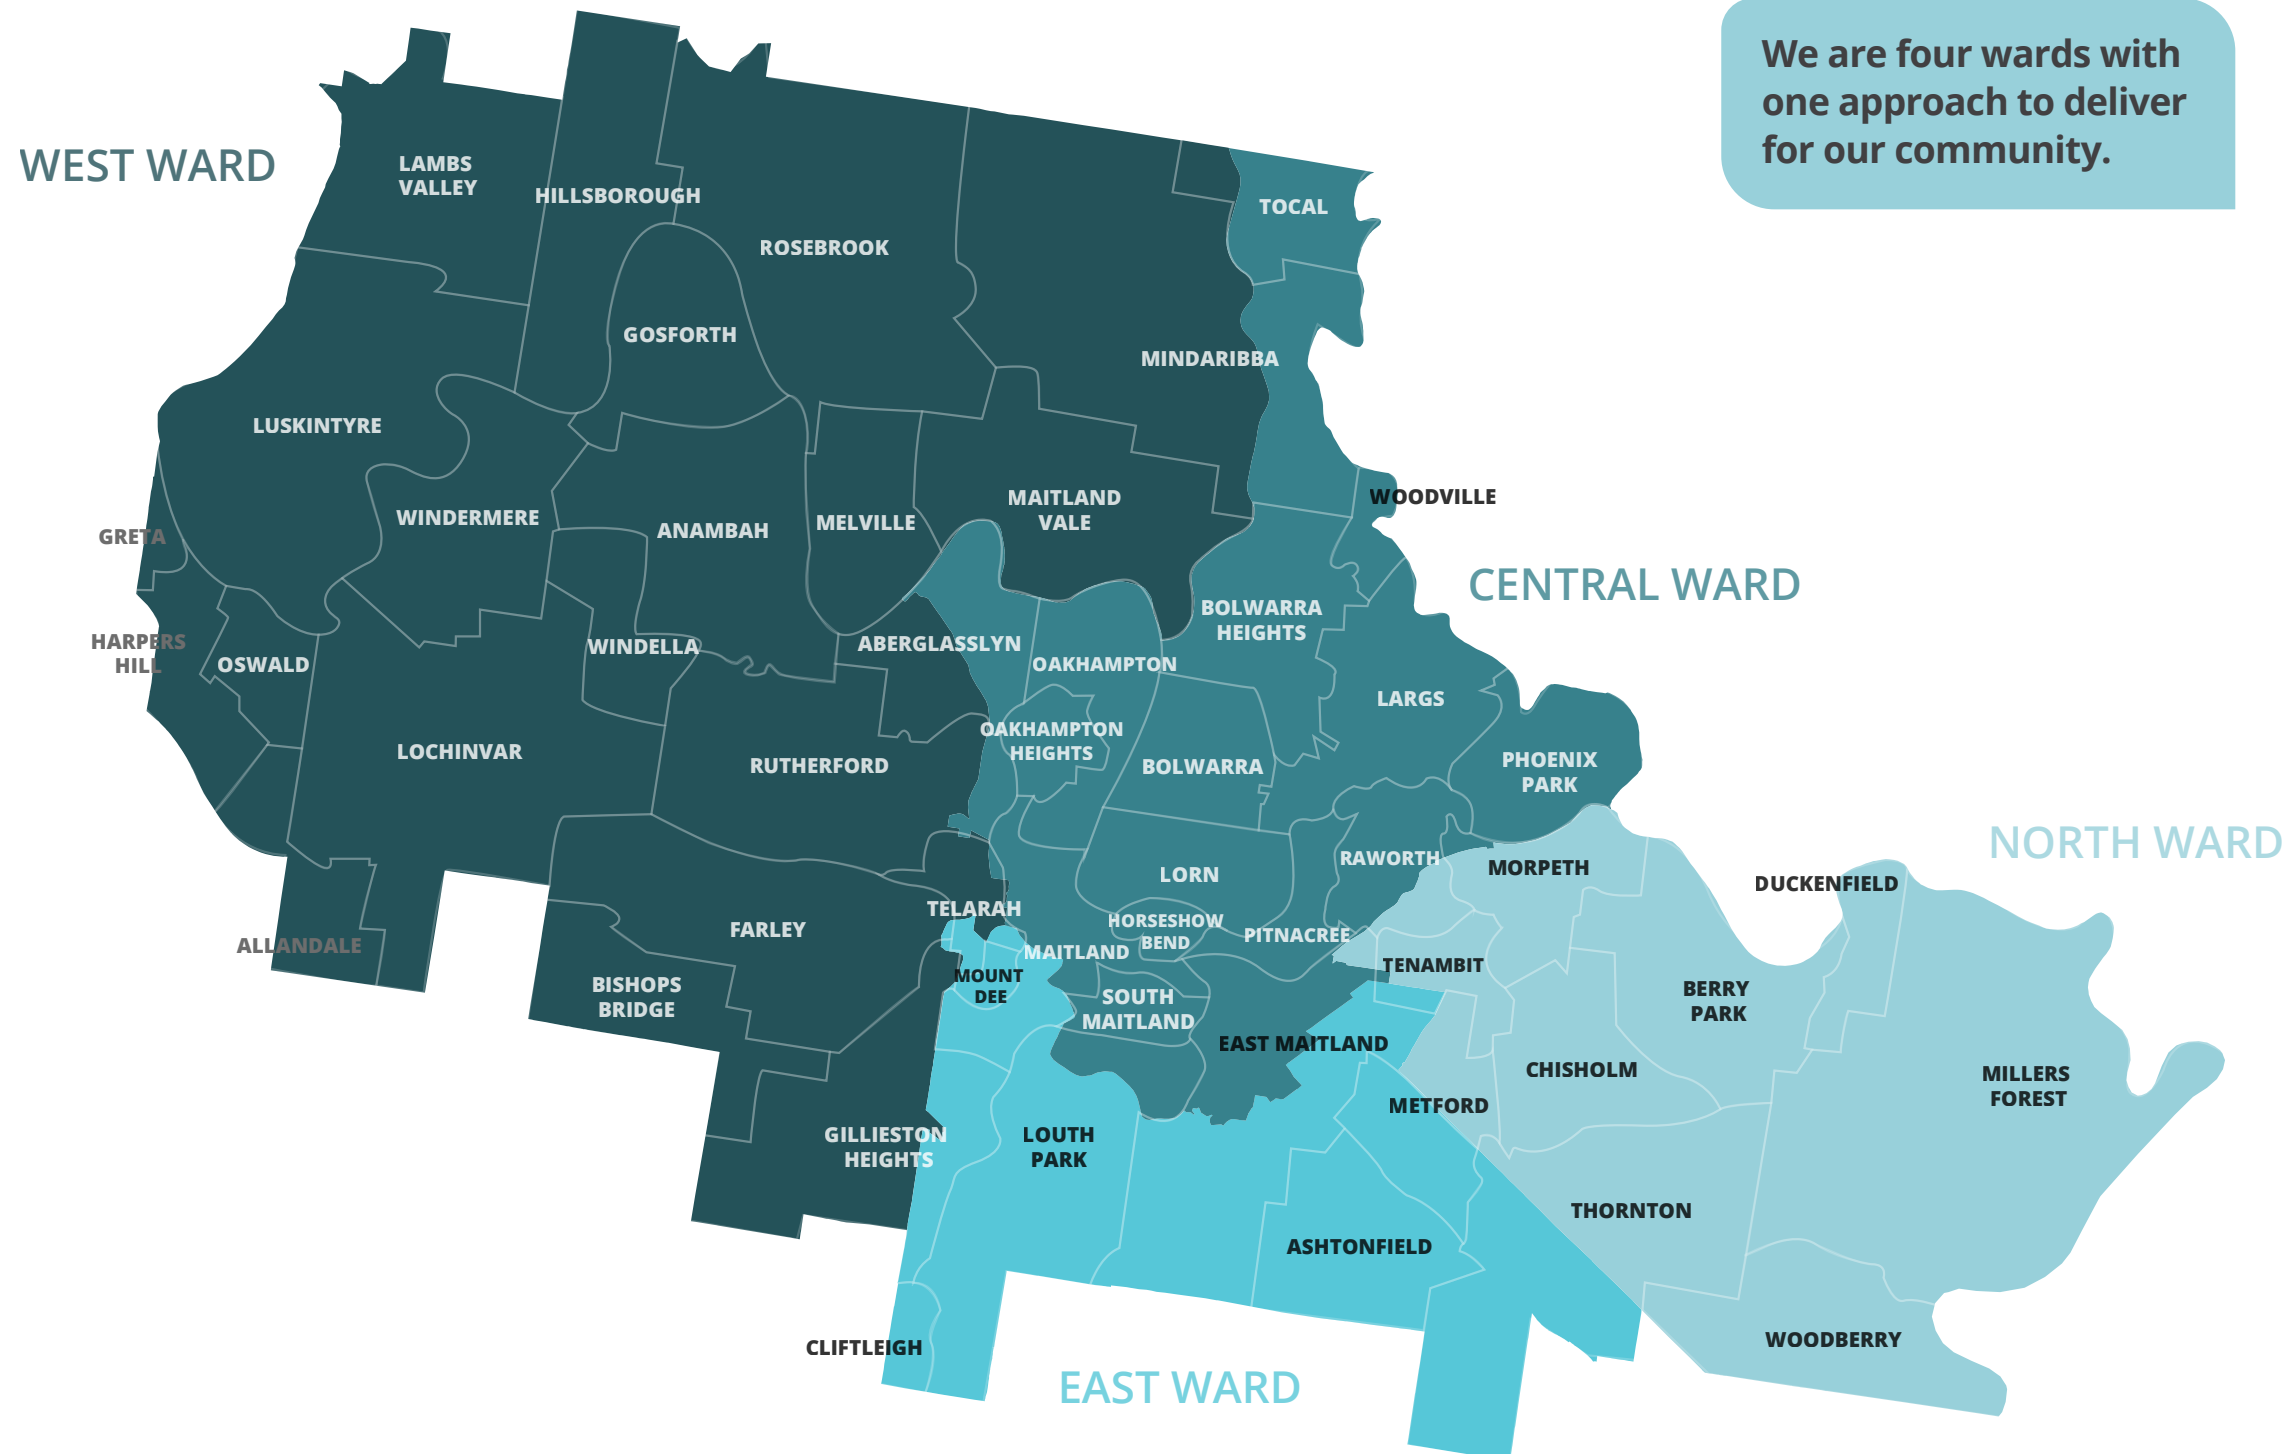 We are four wards with
one approach to deliver
for our community.
WEST WARD
LAMBS
VALLEY
HILLSBOROUGH
TOCAL
ROSEBROOK
GOSFORTH
MINDARIBBA
LUSKINTYRE
WINDERMERE
ANAMBAH
MELVILLE
MAITLAND
VALE
WOODVILLE
GRETA
CENTRAL WARD
HARPERS
HILL
OSWALD
WINDELLA
ABERGLASSLYN
OAKHAMPTON
BOLWARRA
HEIGHTS
LARGS
LOCHINVAR
RUTHERFORD
OAKHAMPTON
HEIGHTS
BOLWARRA
PHOENIX
PARK
NORTH WARD
LORN
RAWORTH
MORPETH
DUCKENFIELD
ALLANDALE
FARLEY
TELARAH
HORSESHOW
BEND
PITNACREE
MAITLAND
TENAMBIT
BISHOPS
BRIDGE
MOUNT
DEE
SOUTH
MAITLAND
BERRY
PARK
EAST MAITLAND
CHISHOLM
MILLERS
FOREST
METFORD
GILLIESTON
HEIGHTS
LOUTH
PARK
THORNTON
ASHTONFIELD
CLIFTLEIGH
WOODBERRY
EAST WARD